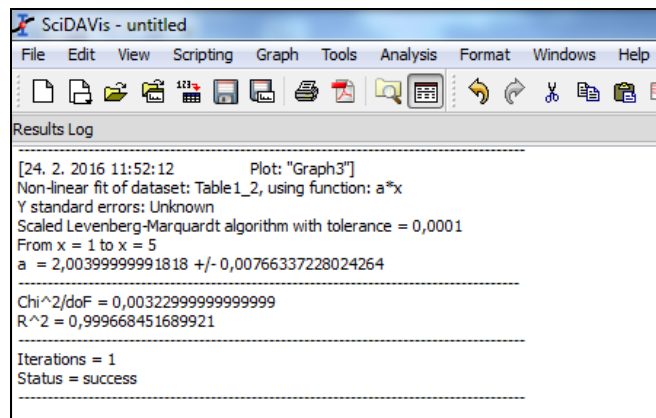 SciDAVis - untitled
File Edit View Scripting Graph Tools Analysis Format Windows Help
Results Log
[24. 2. 2016 11:52:12 Plot: "Graph3"]
Non-linear fit of dataset: Table1_2, using function: a*x
Y standard errors: Unknown
Scaled Levenberg-Marquardt algorithm with tolerance = 0,0001
From x = 1 to x = 5
a = 2,00399999991818 +/- 0,00766337228024264
Chi^2/doF = 0,00322999999999999
R^2 = 0,999668451689921
Iterations = 1
Status = success